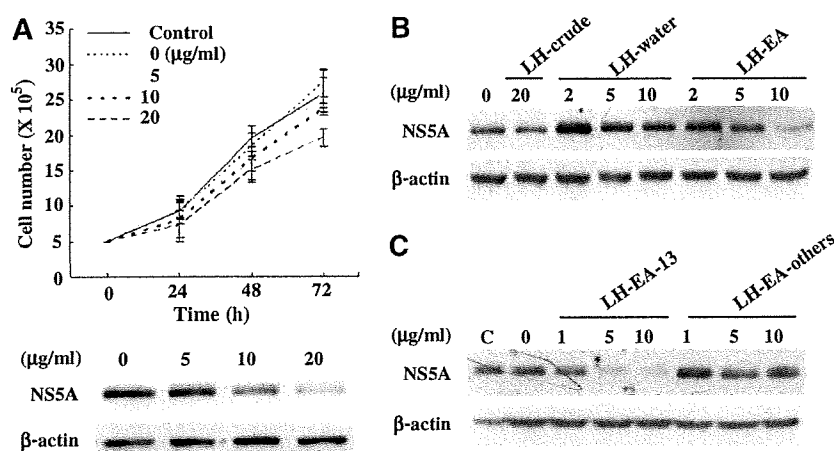 A
Cell number (X 10⁵)
35
30
25
20
15
10
5
0
Control
0 (μg/ml)
5
10
20
0 24 48 72
Time (h)
(μg/ml) 0 5 10 20
NS5A
β-actin
B
LH-crude LH-water LH-EA
(μg/ml) 0 20 2 5 10 2 5 10
NS5A
β-actin
C
LH-EA-13 LH-EA-others
(μg/ml) C 0 1 5 10 1 5 10
NS5A
β-actin